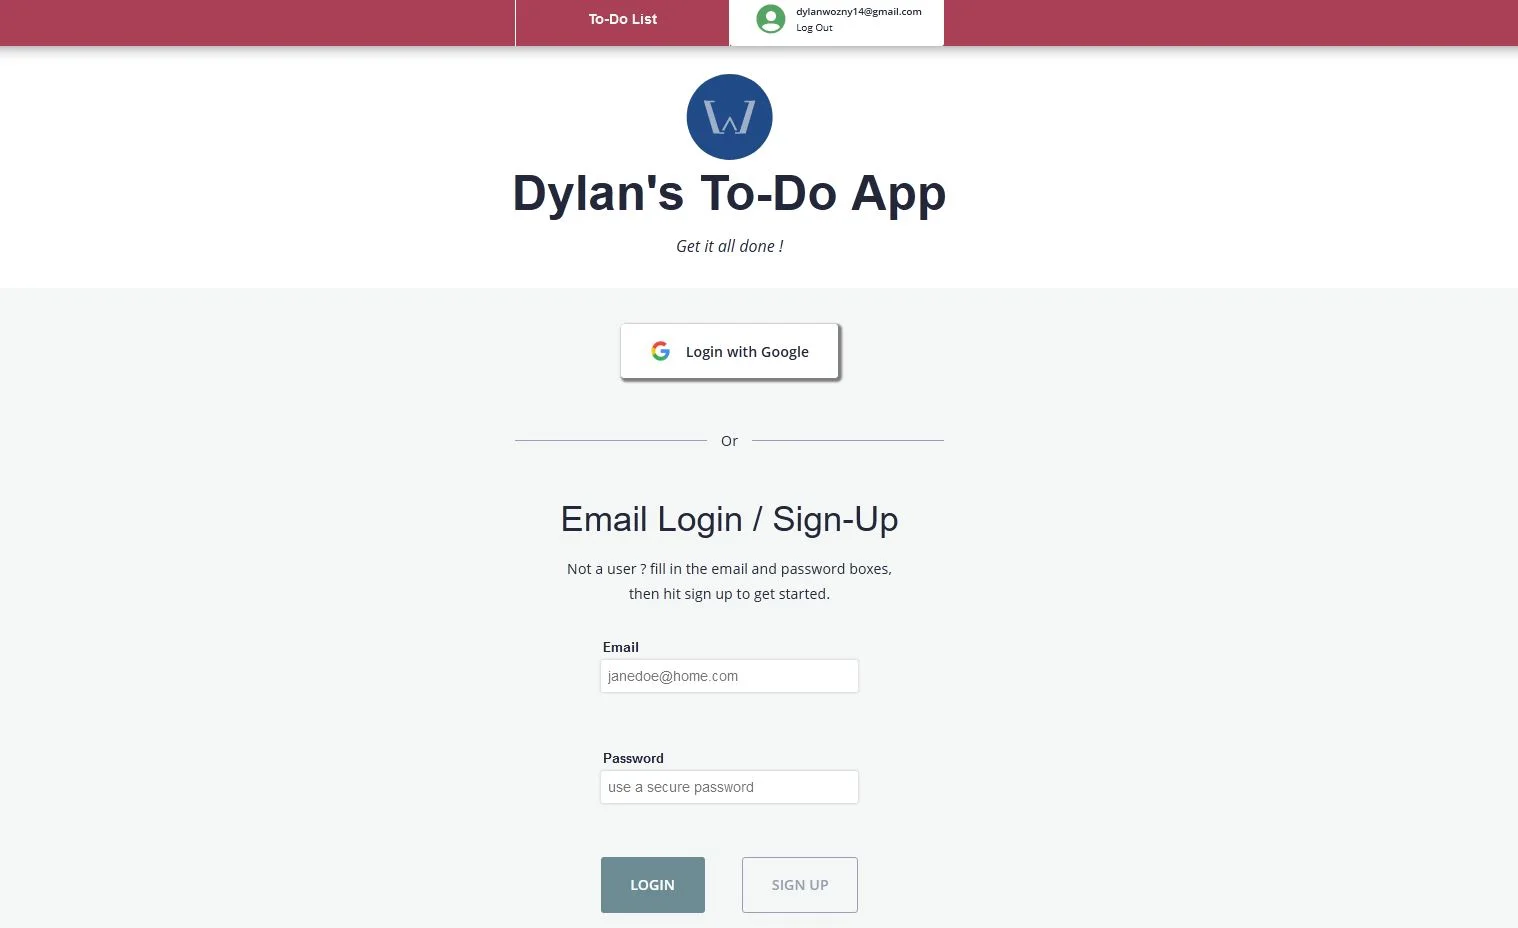 To-Do List
dylanwozny14@gmail.com
Log Out
W
Dylan's To-Do App
Get it all done !
Login with Google
Or
Email Login / Sign-Up
Not a user ? fill in the email and password boxes,
then hit sign up to get started.
Email
janedoe@home.com
Password
use a secure password
LOGIN
SIGN UP